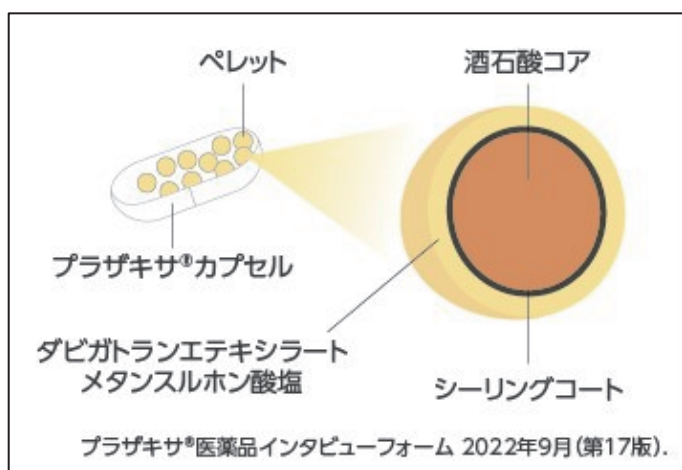 ペレット
酒石酸コア
プラザキサ®カプセル
ダビガトランエテキシラート
メタンスルホン酸塩
シーリングコート
プラザキサ®医薬品インタビューフォーム 2022年9月(第17版).